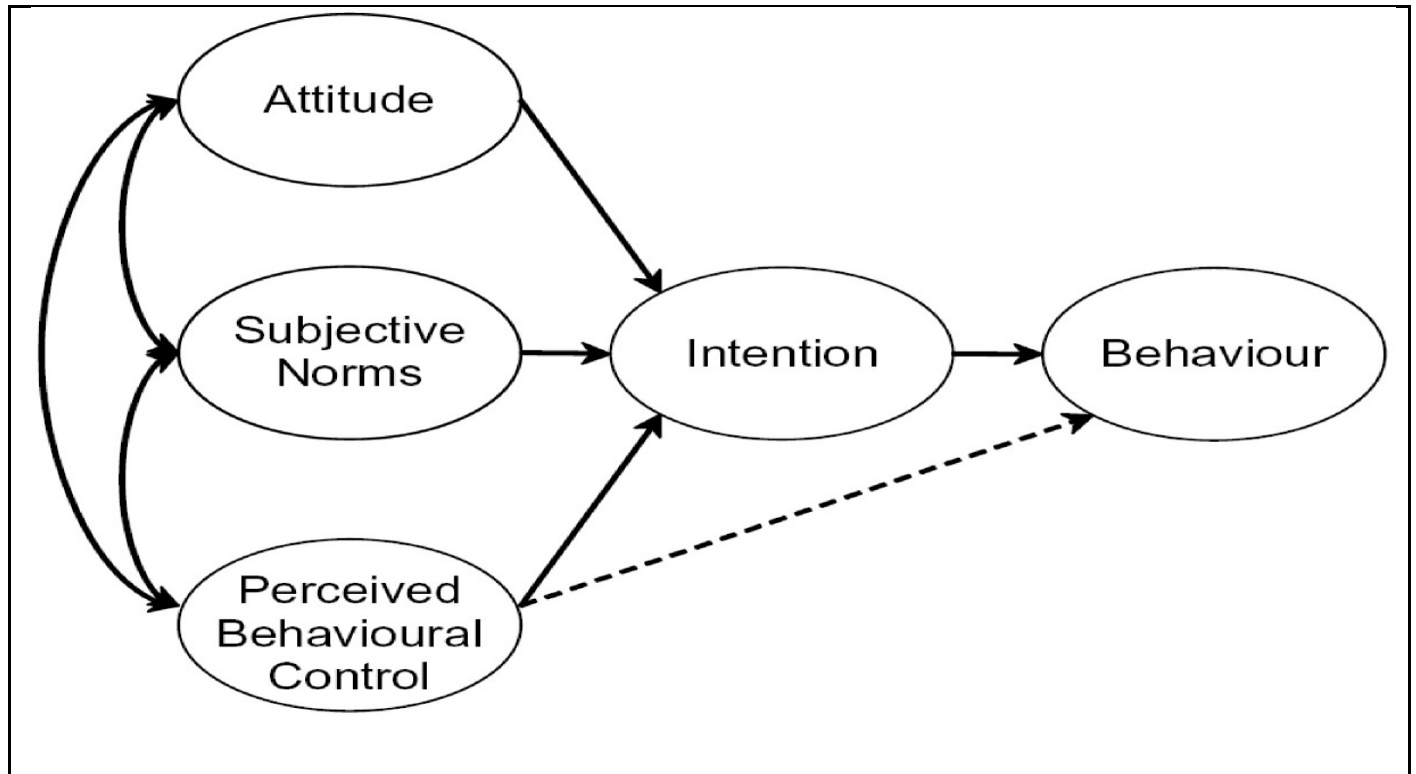 Attitude
Subjective
Norms
Intention
Behaviour
Perceived
Behavioural
Control